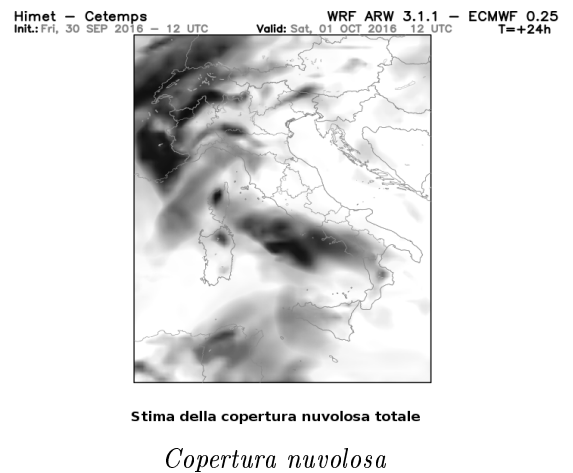 Himet – Cetemps WRF ARW 3.1.1 – ECMWF 0.25
Init.: Fri, 30 SEP 2016 – 12 UTC Valid: Sat, 01 OCT 2016 12 UTC T=+24h
Stima della copertura nuvolosa totale
Copertura nuvolosa